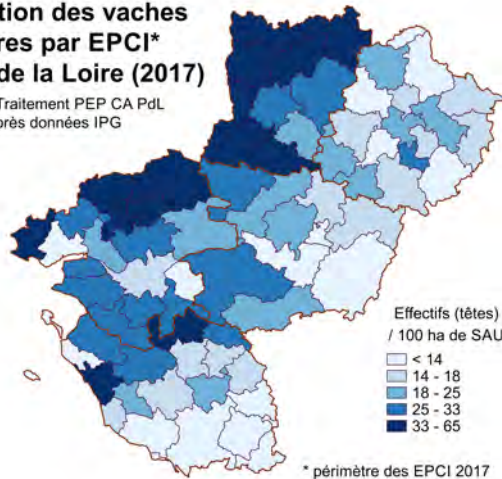 tion des vaches
res par EPCI*
de la Loire (2017)
Traitement PEP CA PdL
près données IPG
Effectifs (têtes)
/ 100 ha de SAU
< 14
14 - 18
18 - 25
25 - 33
33 - 65
* périmètre des EPCI 2017